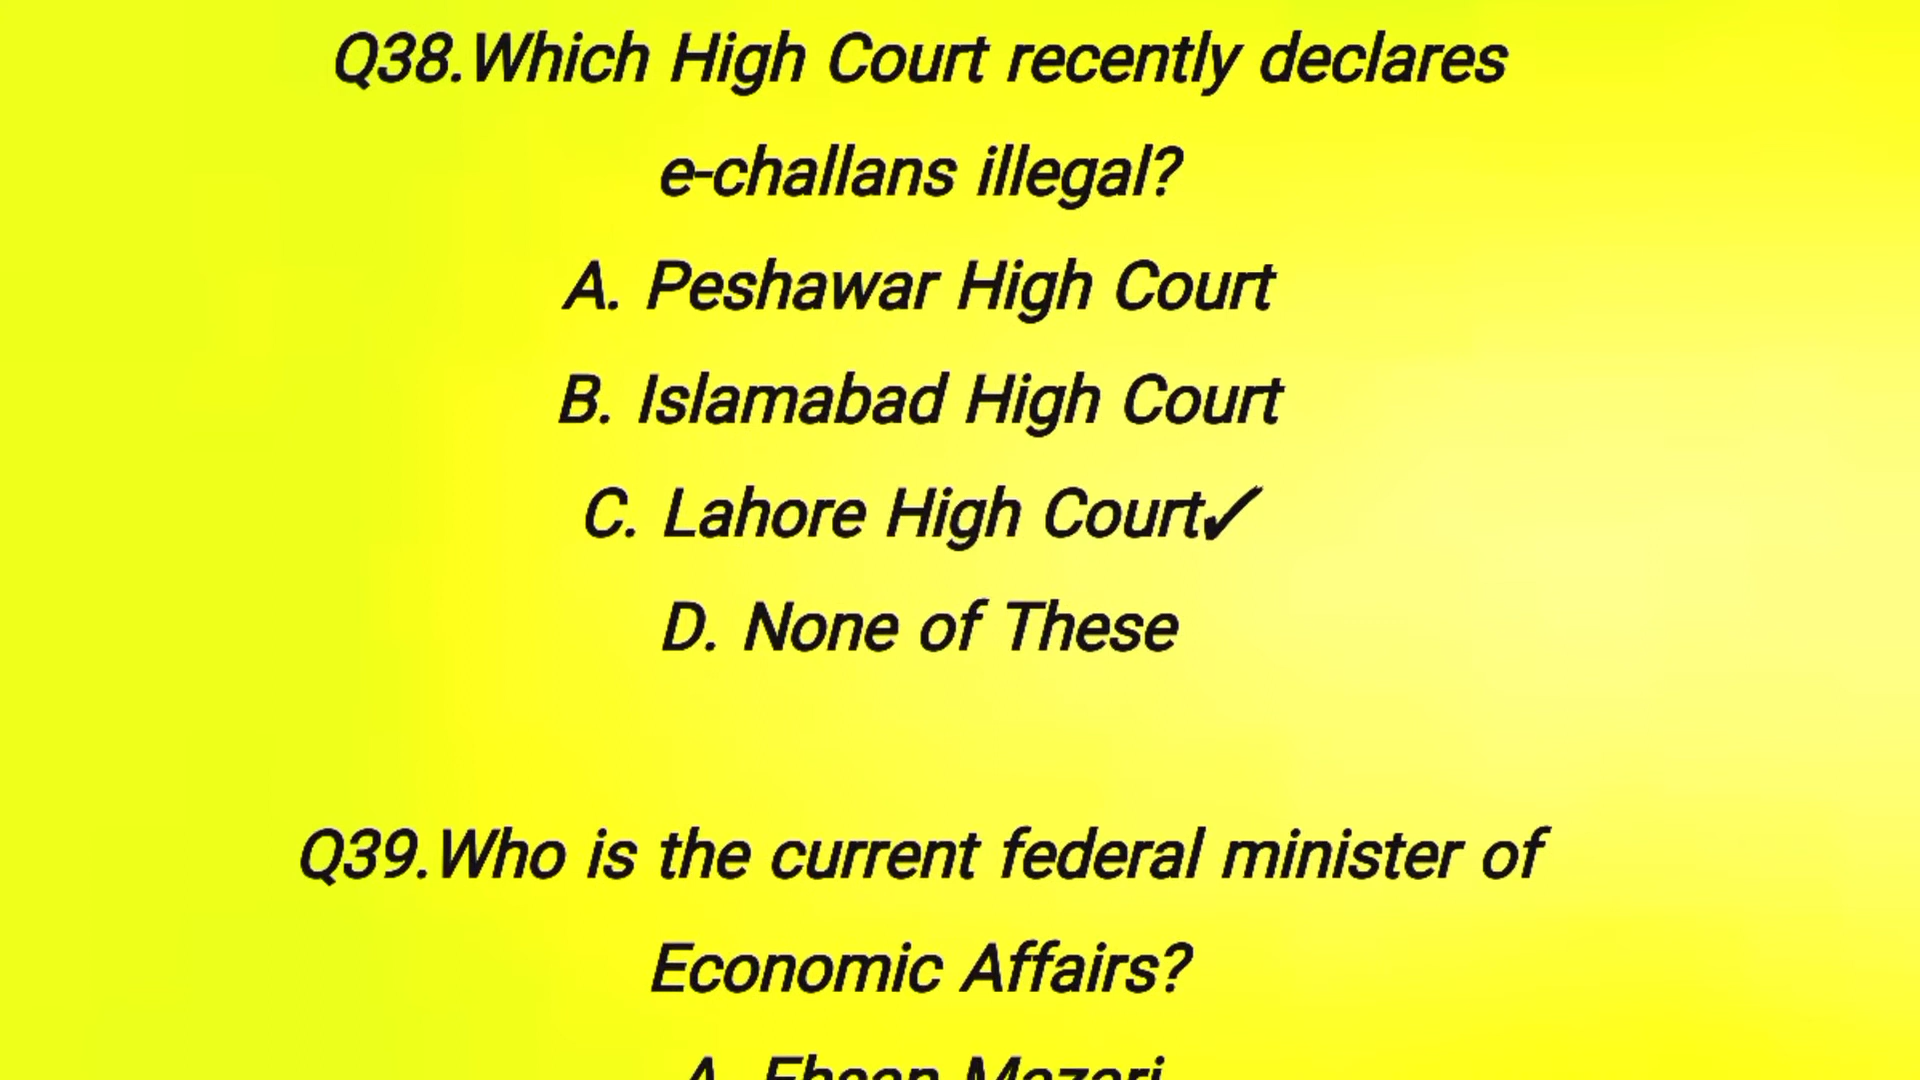 Q38.Which High Court recently declares
e-challans illegal?
A. Peshawar High Court
B. Islamabad High Court
C. Lahore High Court✓
D. None of These
Q39.Who is the current federal minister of
Economic Affairs?
A.